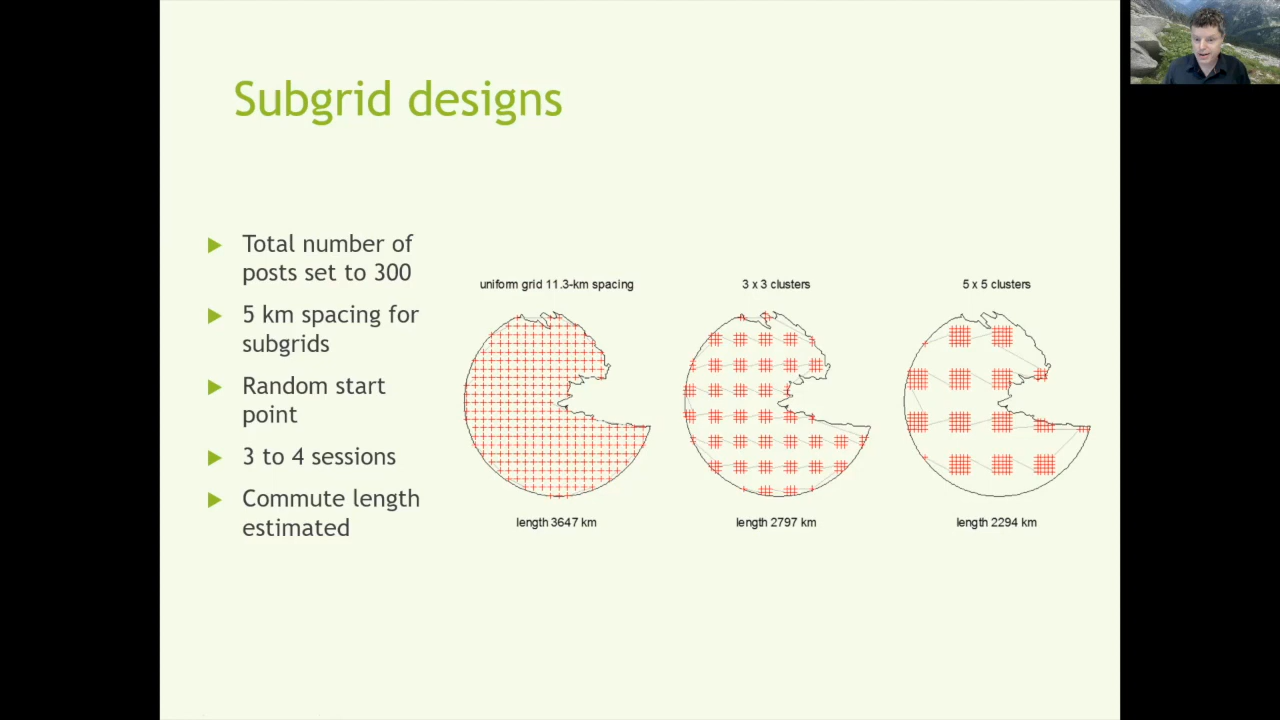 Subgrid designs
Total number of
posts set to 300
5 km spacing for
subgrids
Random start
point
3 to 4 sessions
Commute length
estimated
uniform grid 11.3-km spacing
3 x 3 clusters
5 x 5 clusters
length 3647 km
length 2797 km
length 2294 km